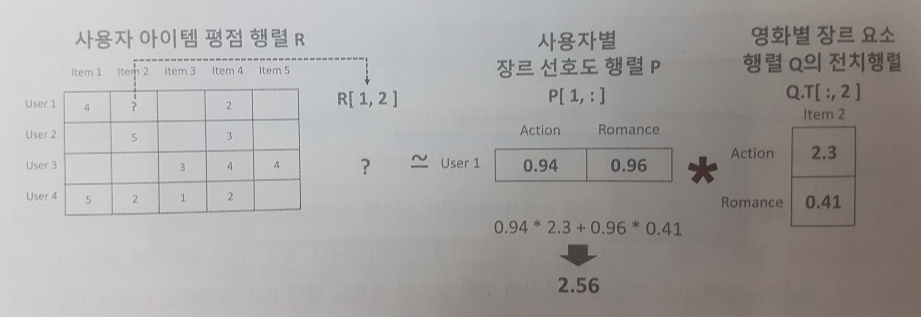 사용자 아이템 평점 행렬 R
Item 1 Item 2 Item 3 Item 4 Item 5
User 1 4 ? 2
User 2 5 3
User 3 3 4 4
User 4 5 2 1 2
R[ 1, 2 ]
?
≃
사용자별
장르 선호도 행렬 P
P[ 1, : ]
Action Romance
User 1 0.94 0.96
*
0.94 * 2.3 + 0.96 * 0.41
2.56
영화별 장르 요소
행렬 Q의 전치행렬
Q.T[ :, 2 ]
Item 2
Action 2.3
Romance 0.41